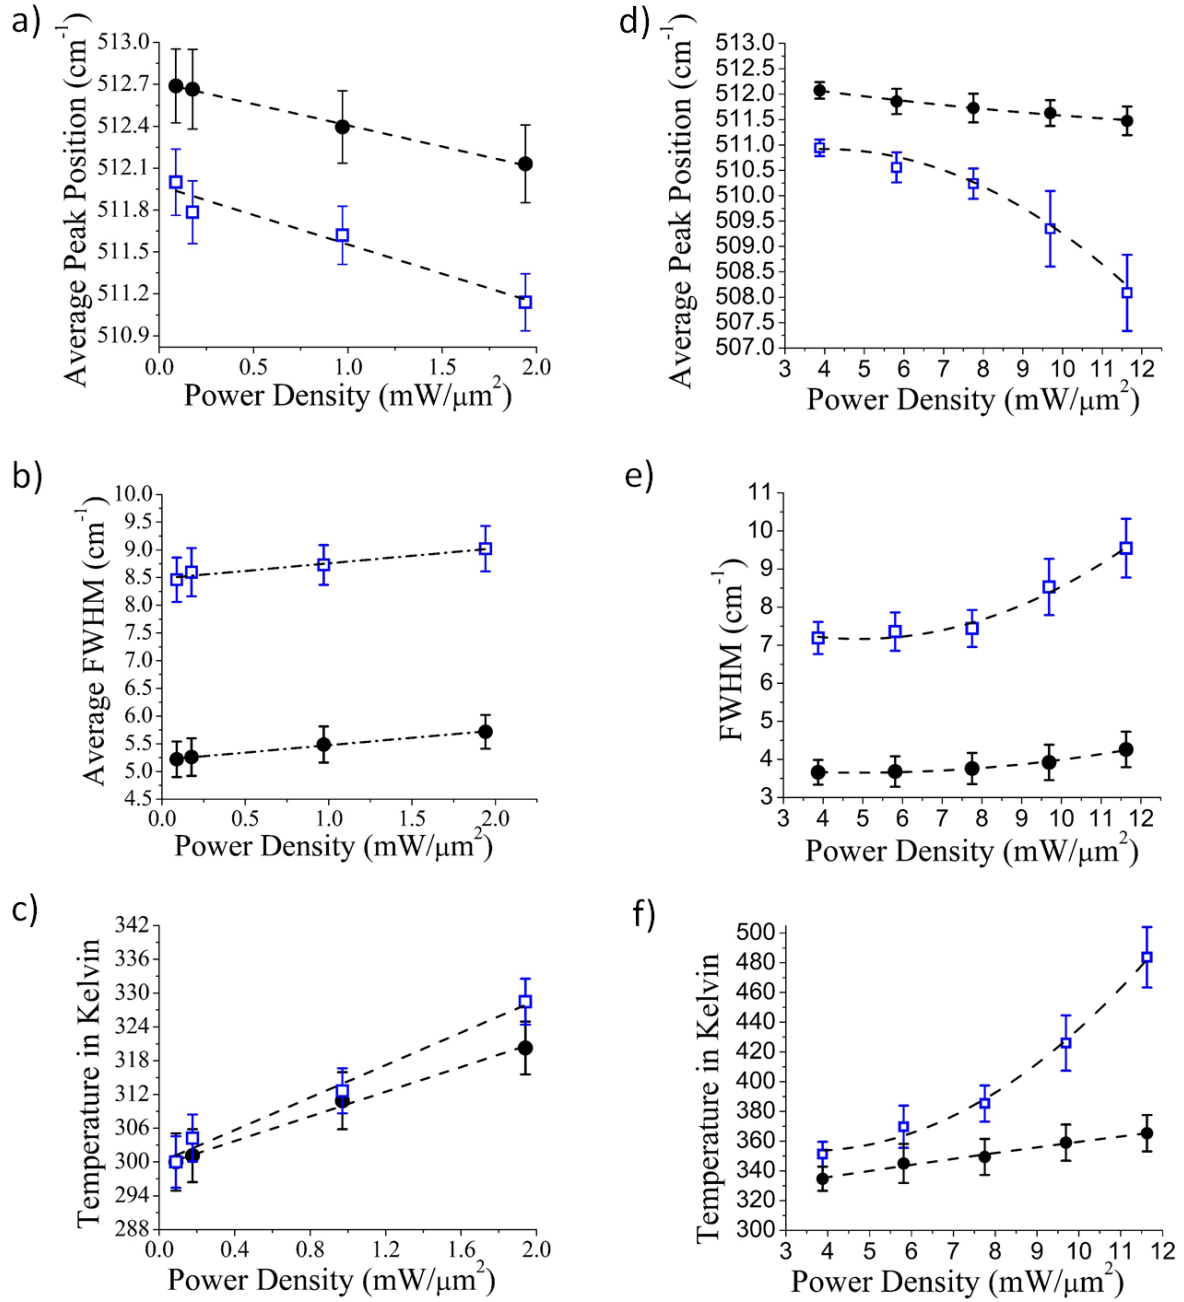 a)
Average Peak Position (cm⁻¹)
513.0
512.7
512.4
512.1
511.8
511.5
511.2
510.9
0.0 0.5 1.0 1.5 2.0
Power Density (mW/μm²)
d)
Average Peak Position (cm⁻¹)
513.0
512.5
512.0
511.5
511.0
510.5
510.0
509.5
509.0
508.5
508.0
507.5
507.0
3 4 5 6 7 8 9 10 11 12
Power Density (mW/μm²)
b)
Average FWHM (cm⁻¹)
10.0
9.5
9.0
8.5
8.0
7.5
7.0
6.5
6.0
5.5
5.0
4.5
0.0 0.5 1.0 1.5 2.0
Power Density (mW/μm²)
e)
FWHM (cm⁻¹)
11
10
9
8
7
6
5
4
3
3 4 5 6 7 8 9 10 11 12
Power Density (mW/μm²)
c)
Temperature in Kelvin
342
336
330
324
318
312
306
300
294
288
0.0 0.4 0.8 1.2 1.6 2.0
Power Density (mW/μm²)
f)
Temperature in Kelvin
500
480
460
440
420
400
380
360
340
320
300
3 4 5 6 7 8 9 10 11 12
Power Density (mW/μm²)